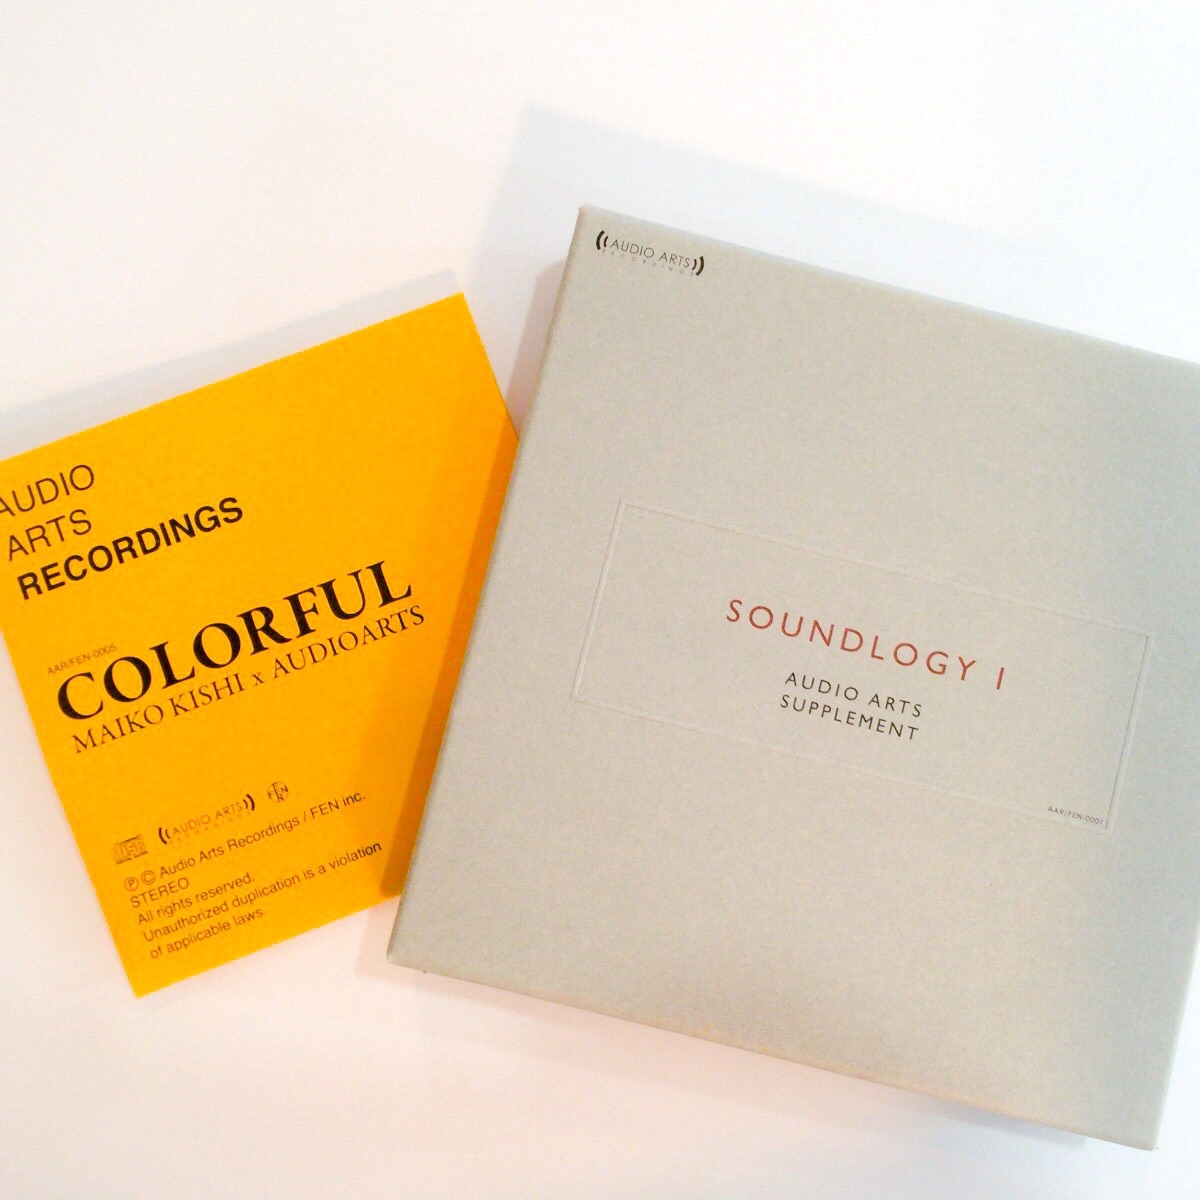 AUDIO
ARTS
RECORDINGS
AAR/FEN-0005
COLORFUL
MAIKO KISHI x AUDIOARTS
((AUDIO ARTS))
RECORDINGS
FEN
Ⓟ © Audio Arts Recordings / FEN inc.
STEREO
All rights reserved.
Unauthorized duplication is a violation
of applicable laws.
((AUDIO ARTS))
RECORDINGS
SOUNDLOGY I
AUDIO ARTS
SUPPLEMENT
AAR/FEN-0001